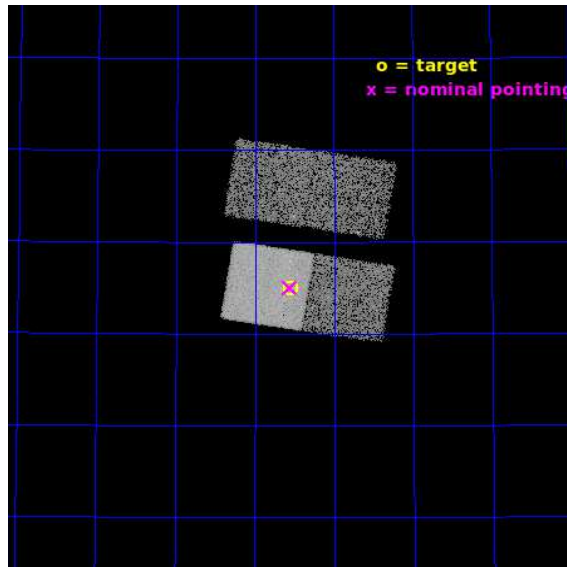 o = target
x = nominal pointing